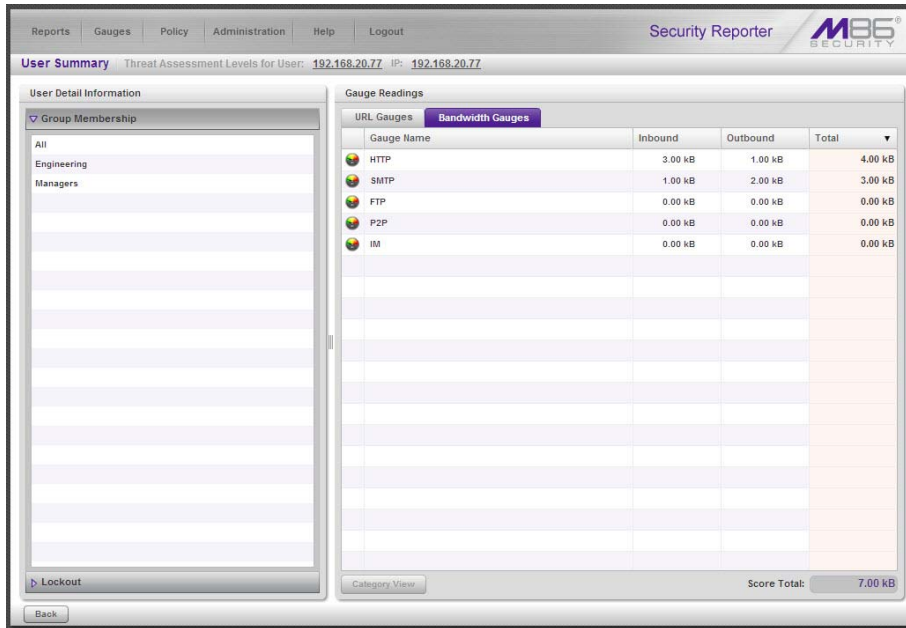 Reports Gauges Policy Administration Help Logout Security Reporter M86® SECURITY
User Summary Threat Assessment Levels for User: 192.168.20.77 IP: 192.168.20.77
User Detail Information
Group Membership
All
Engineering
Managers
Lockout
Gauge Readings
URL Gauges Bandwidth Gauges
Gauge Name Inbound Outbound Total
HTTP 3.00 kB 1.00 kB 4.00 kB
SMTP 1.00 kB 2.00 kB 3.00 kB
FTP 0.00 kB 0.00 kB 0.00 kB
P2P 0.00 kB 0.00 kB 0.00 kB
IM 0.00 kB 0.00 kB 0.00 kB
Category View Score Total: 7.00 kB
Back